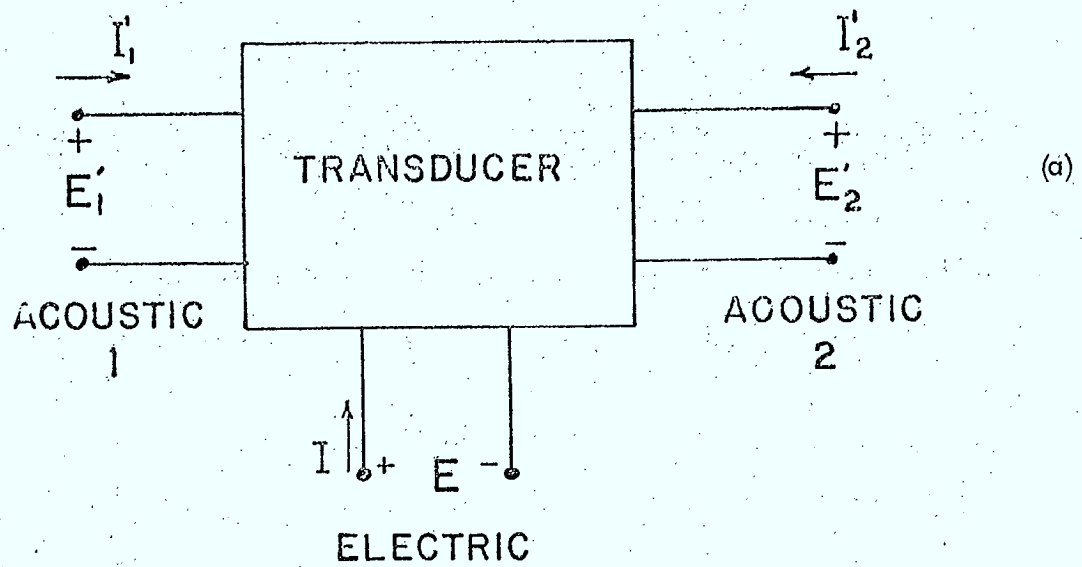 I'₁ I'₂
+ TRANSDUCER +
E'₁ E'₂ (a)
− −
ACOUSTIC ACOUSTIC
1 2
I + E −
ELECTRIC